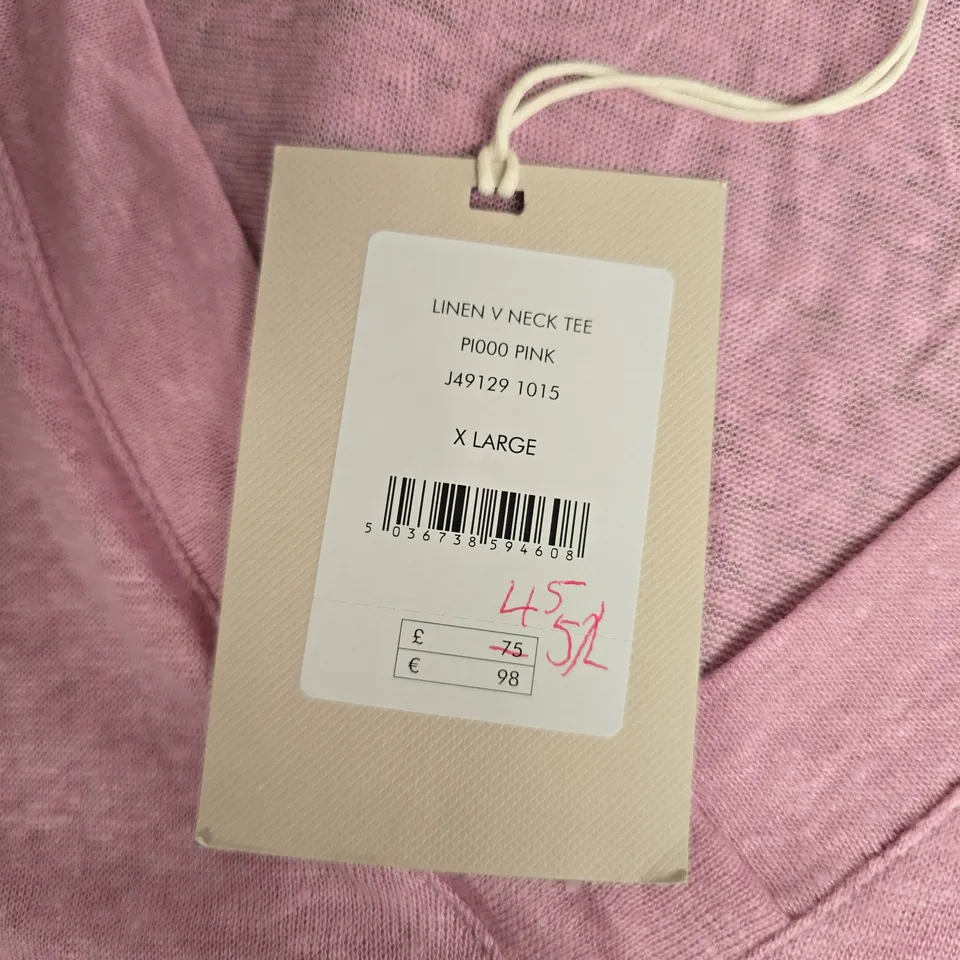 LINEN V NECK TEE
PI000 PINK
J49129 1015
X LARGE
5 036738 594608
45
£ 75 52
€ 98